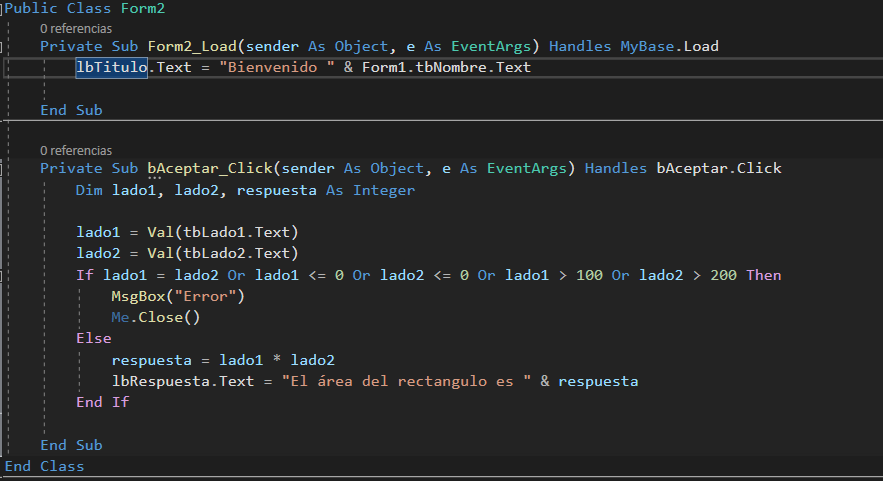 Public Class Form2
0 referencias
Private Sub Form2_Load(sender As Object, e As EventArgs) Handles MyBase.Load
lbTitulo.Text = "Bienvenido " & Form1.tbNombre.Text
End Sub
0 referencias
Private Sub bAceptar_Click(sender As Object, e As EventArgs) Handles bAceptar.Click
Dim lado1, lado2, respuesta As Integer
lado1 = Val(tbLado1.Text)
lado2 = Val(tbLado2.Text)
If lado1 = lado2 Or lado1 <= 0 Or lado2 <= 0 Or lado1 > 100 Or lado2 > 200 Then
MsgBox("Error")
Me.Close()
Else
respuesta = lado1 * lado2
lbRespuesta.Text = "El área del rectangulo es " & respuesta
End If
End Sub
End Class